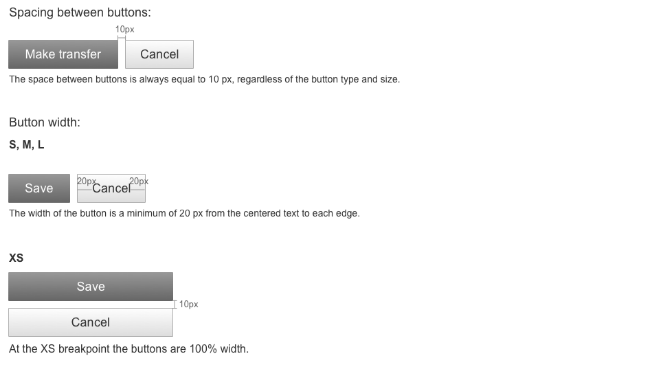 Spacing between buttons:
10px
Make transfer Cancel
The space between buttons is always equal to 10 px, regardless of the button type and size.
Button width:
S, M, L
20px 20px
Save Cancel
The width of the button is a minimum of 20 px from the centered text to each edge.
XS
Save
10px
Cancel
At the XS breakpoint the buttons are 100% width.